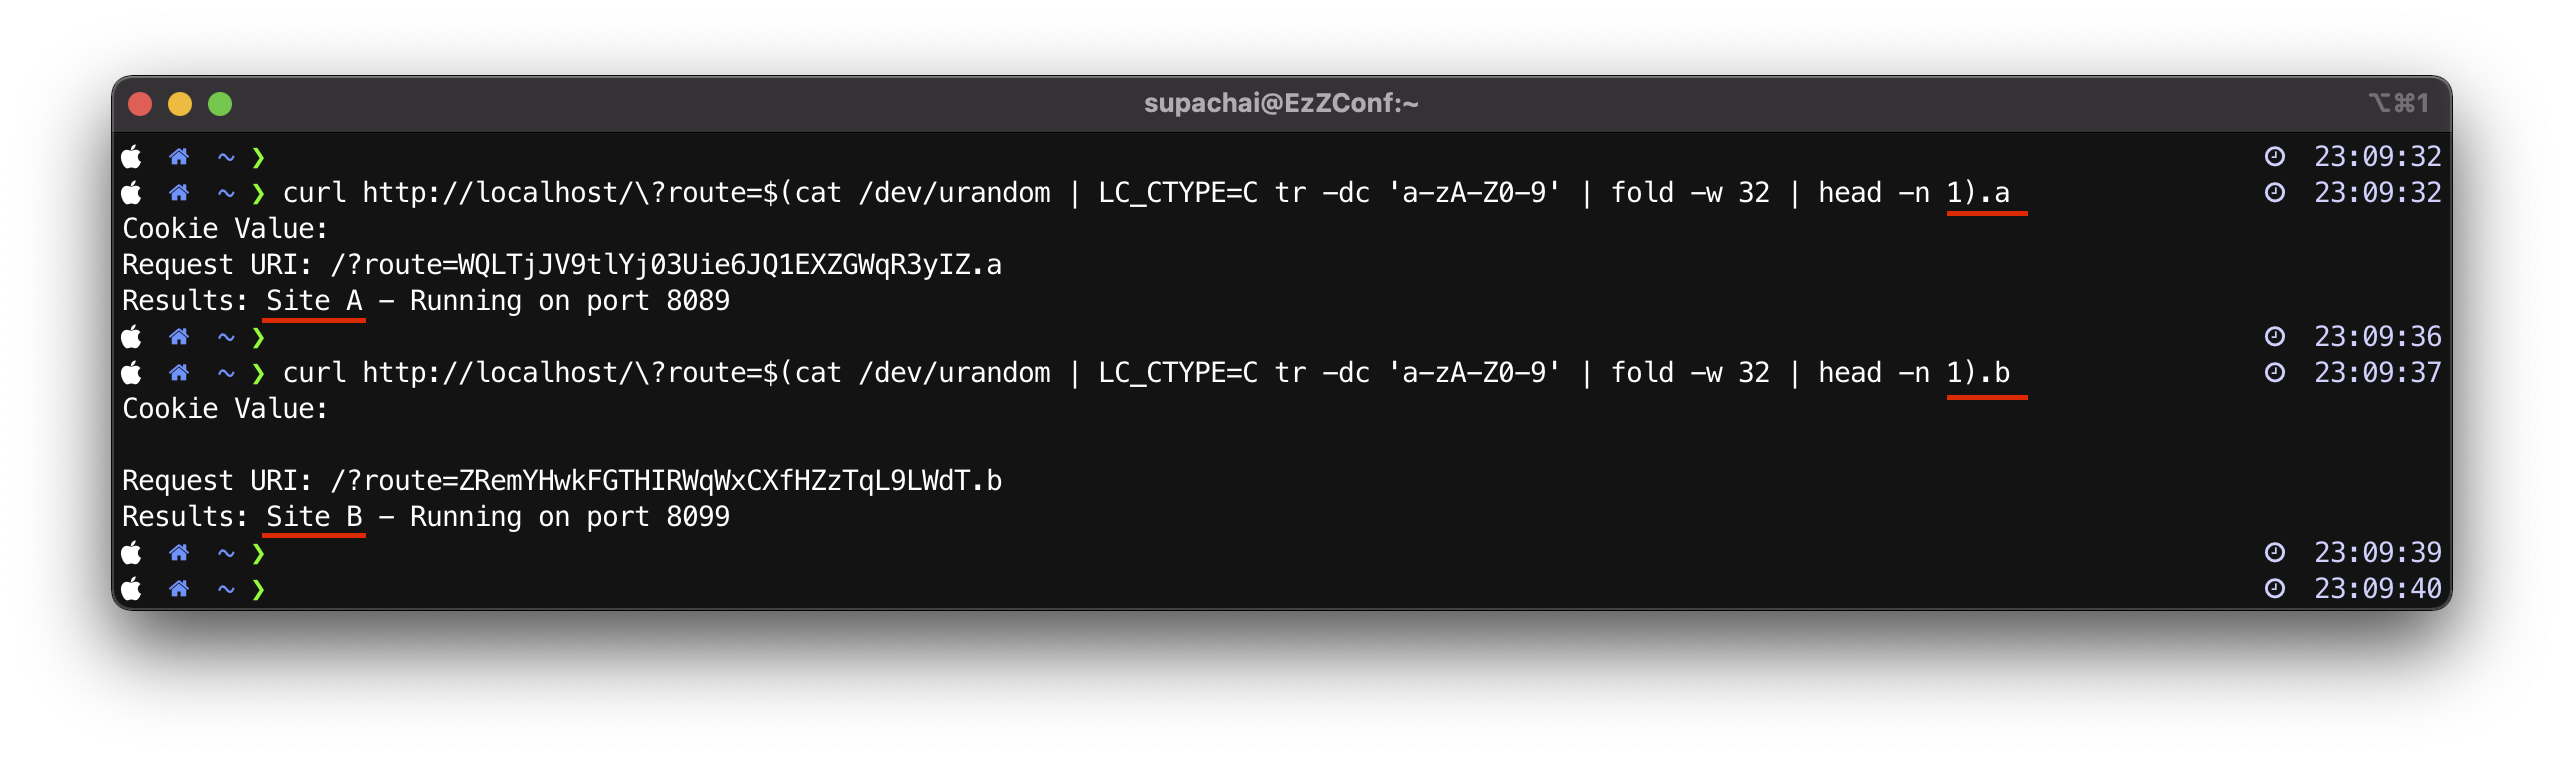 supachai@EzZConf:~ ⌥⌘1
~ ❯ 23:09:32
~ ❯ curl http://localhost/\?route=$(cat /dev/urandom | LC_CTYPE=C tr -dc 'a-zA-Z0-9' | fold -w 32 | head -n 1).a 23:09:32
Cookie Value:
Request URI: /?route=WQLTjJV9tlYj03Uie6JQ1EXZGWqR3yIZ.a
Results: Site A - Running on port 8089
~ ❯ 23:09:36
~ ❯ curl http://localhost/\?route=$(cat /dev/urandom | LC_CTYPE=C tr -dc 'a-zA-Z0-9' | fold -w 32 | head -n 1).b 23:09:37
Cookie Value:
Request URI: /?route=ZRemYHwkFGTHIRWqWxCXfHZzTqL9LWdT.b
Results: Site B - Running on port 8099
~ ❯ 23:09:39
~ ❯ 23:09:40